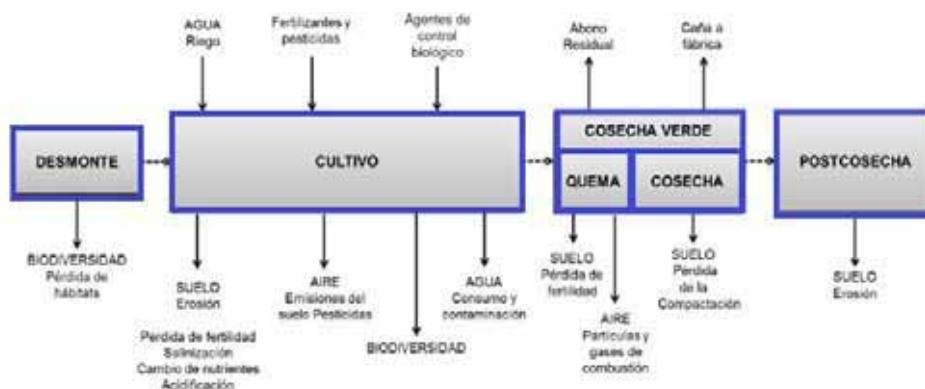 AGUA
Riego
Fertilizantes y
pesticidas
Agentes de
control
biológico
Abono
Residual
Caña a
fábrica
DESMONTE
CULTIVO
COSECHA VERDE
QUEMA
COSECHA
POSTCOSECHA
BIODIVERSIDAD
Pérdida de
hábitats
SUELO
Erosión
Perdida de fertilidad
Salinización
Cambio de nutrientes
Acidificación
AIRE
Emisiones del
suelo Pesticidas
BIODIVERSIDAD
AGUA
Consumo y
contaminación
SUELO
Pérdida de
fertilidad
AIRE
Partículas y
gases de
combustión
SUELO
Pérdida
de la
Compactación
SUELO
Erosión